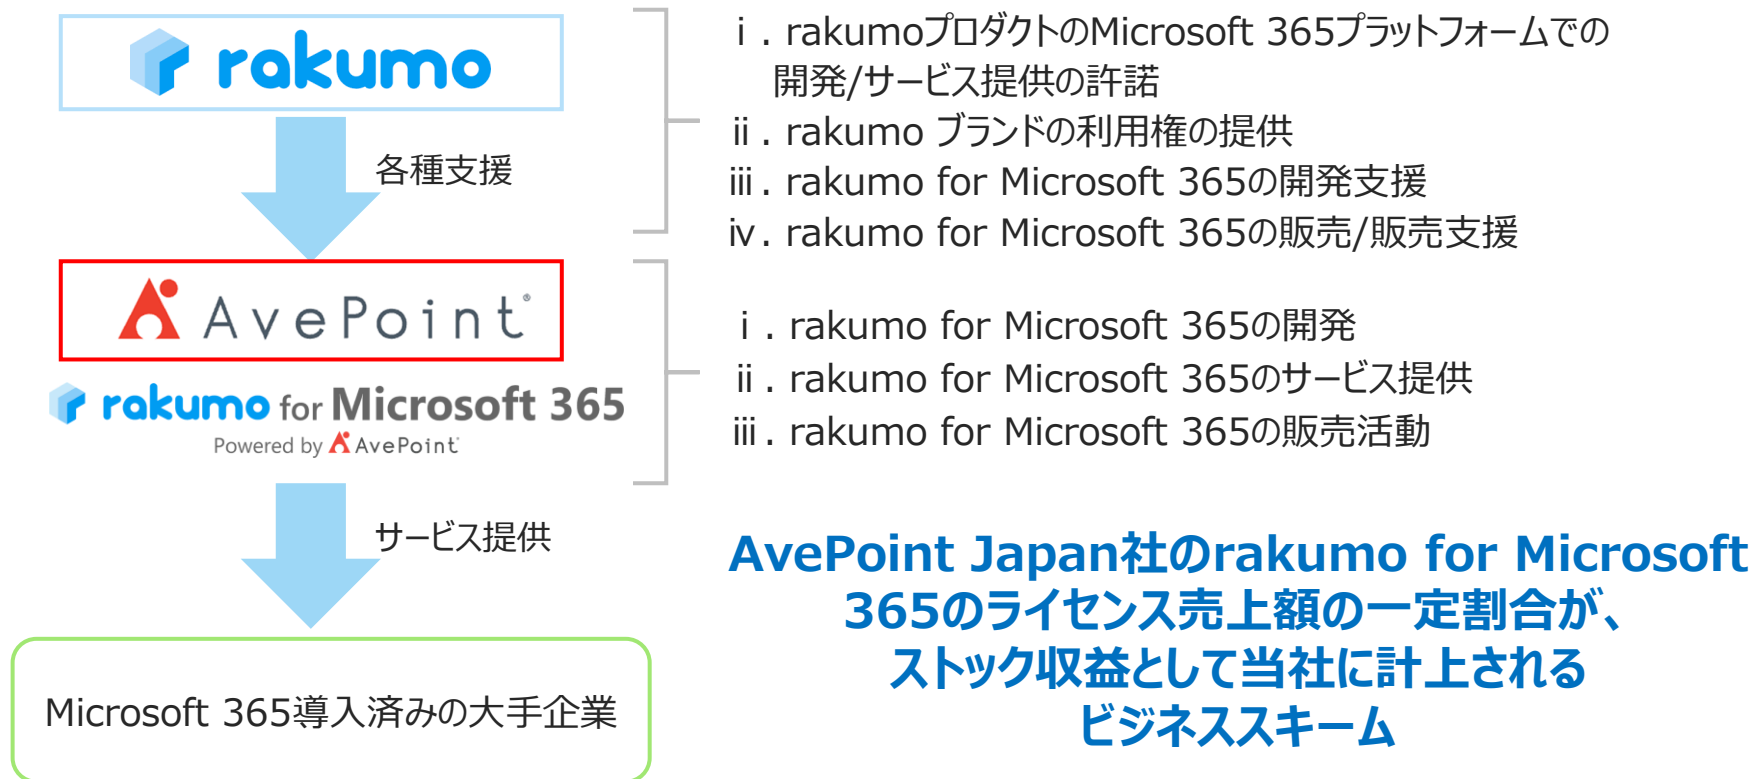 rakumo
各種支援
AvePoint®
rakumo for Microsoft 365
Powered by AvePoint®
サービス提供
Microsoft 365導入済みの大手企業
ⅰ. rakumoプロダクトのMicrosoft 365プラットフォームでの
開発/サービス提供の許諾
ⅱ. rakumo ブランドの利用権の提供
ⅲ. rakumo for Microsoft 365の開発支援
ⅳ. rakumo for Microsoft 365の販売/販売支援
ⅰ. rakumo for Microsoft 365の開発
ⅱ. rakumo for Microsoft 365のサービス提供
ⅲ. rakumo for Microsoft 365の販売活動
AvePoint Japan社のrakumo for Microsoft
365のライセンス売上額の一定割合が、
ストック収益として当社に計上される
ビジネススキーム